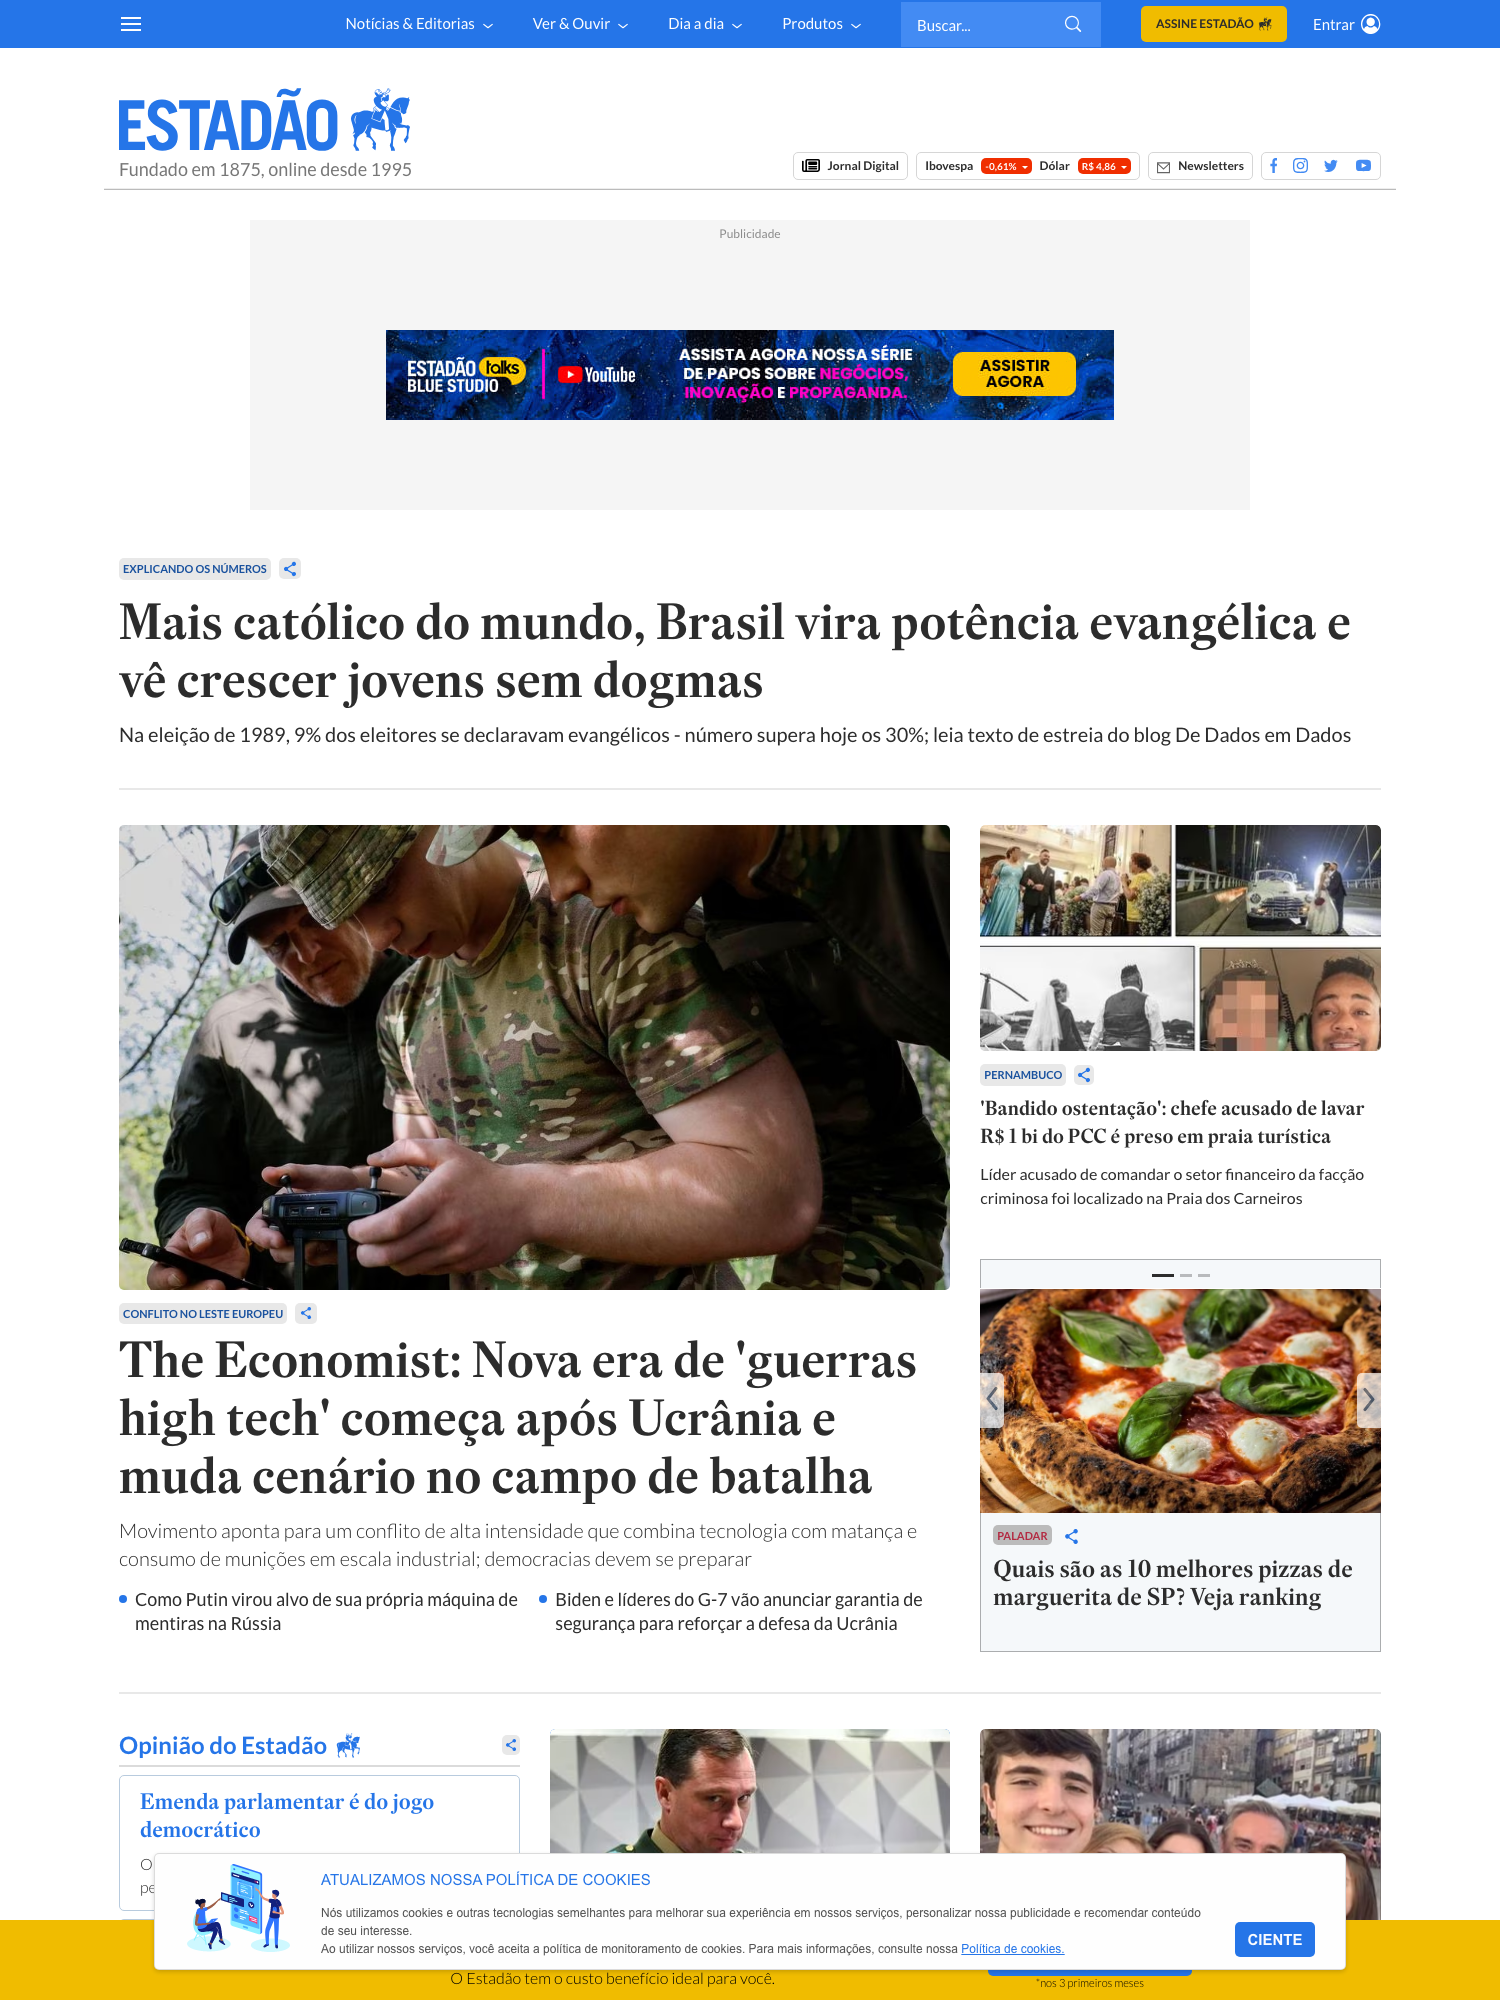 Notícias & Editorias
Ver & Ouvir
Dia a dia
Produtos
Buscar...
ASSINE ESTADÃO
Entrar
ESTADÃO
Fundado em 1875, online desde 1995
Jornal Digital
Ibovespa -0,61% Dólar R$ 4,86
Newsletters
Publicidade
ESTADÃO talks
BLUE STUDIO
YouTube
ASSISTA AGORA NOSSA SÉRIE
DE PAPOS SOBRE NEGÓCIOS,
INOVAÇÃO E PROPAGANDA.
ASSISTIR
AGORA
EXPLICANDO OS NÚMEROS
Mais católico do mundo, Brasil vira potência evangélica e
vê crescer jovens sem dogmas
Na eleição de 1989, 9% dos eleitores se declaravam evangélicos - número supera hoje os 30%; leia texto de estreia do blog De Dados em Dados
CONFLITO NO LESTE EUROPEU
The Economist: Nova era de 'guerras
high tech' começa após Ucrânia e
muda cenário no campo de batalha
Movimento aponta para um conflito de alta intensidade que combina tecnologia com matança e
consumo de munições em escala industrial; democracias devem se preparar
Como Putin virou alvo de sua própria máquina de
mentiras na Rússia
Biden e líderes do G-7 vão anunciar garantia de
segurança para reforçar a defesa da Ucrânia
PERNAMBUCO
'Bandido ostentação': chefe acusado de lavar
R$ 1 bi do PCC é preso em praia turística
Líder acusado de comandar o setor financeiro da facção
criminosa foi localizado na Praia dos Carneiros
PALADAR
Quais são as 10 melhores pizzas de
marguerita de SP? Veja ranking
Opinião do Estadão
Emenda parlamentar é do jogo
democrático
O
pe
ATUALIZAMOS NOSSA POLÍTICA DE COOKIES
Nós utilizamos cookies e outras tecnologias semelhantes para melhorar sua experiência em nossos serviços, personalizar nossa publicidade e recomendar conteúdo
de seu interesse.
Ao utilizar nossos serviços, você aceita a política de monitoramento de cookies. Para mais informações, consulte nossa Política de cookies.
CIENTE
O Estadão tem o custo benefício ideal para você.
*nos 3 primeiros meses